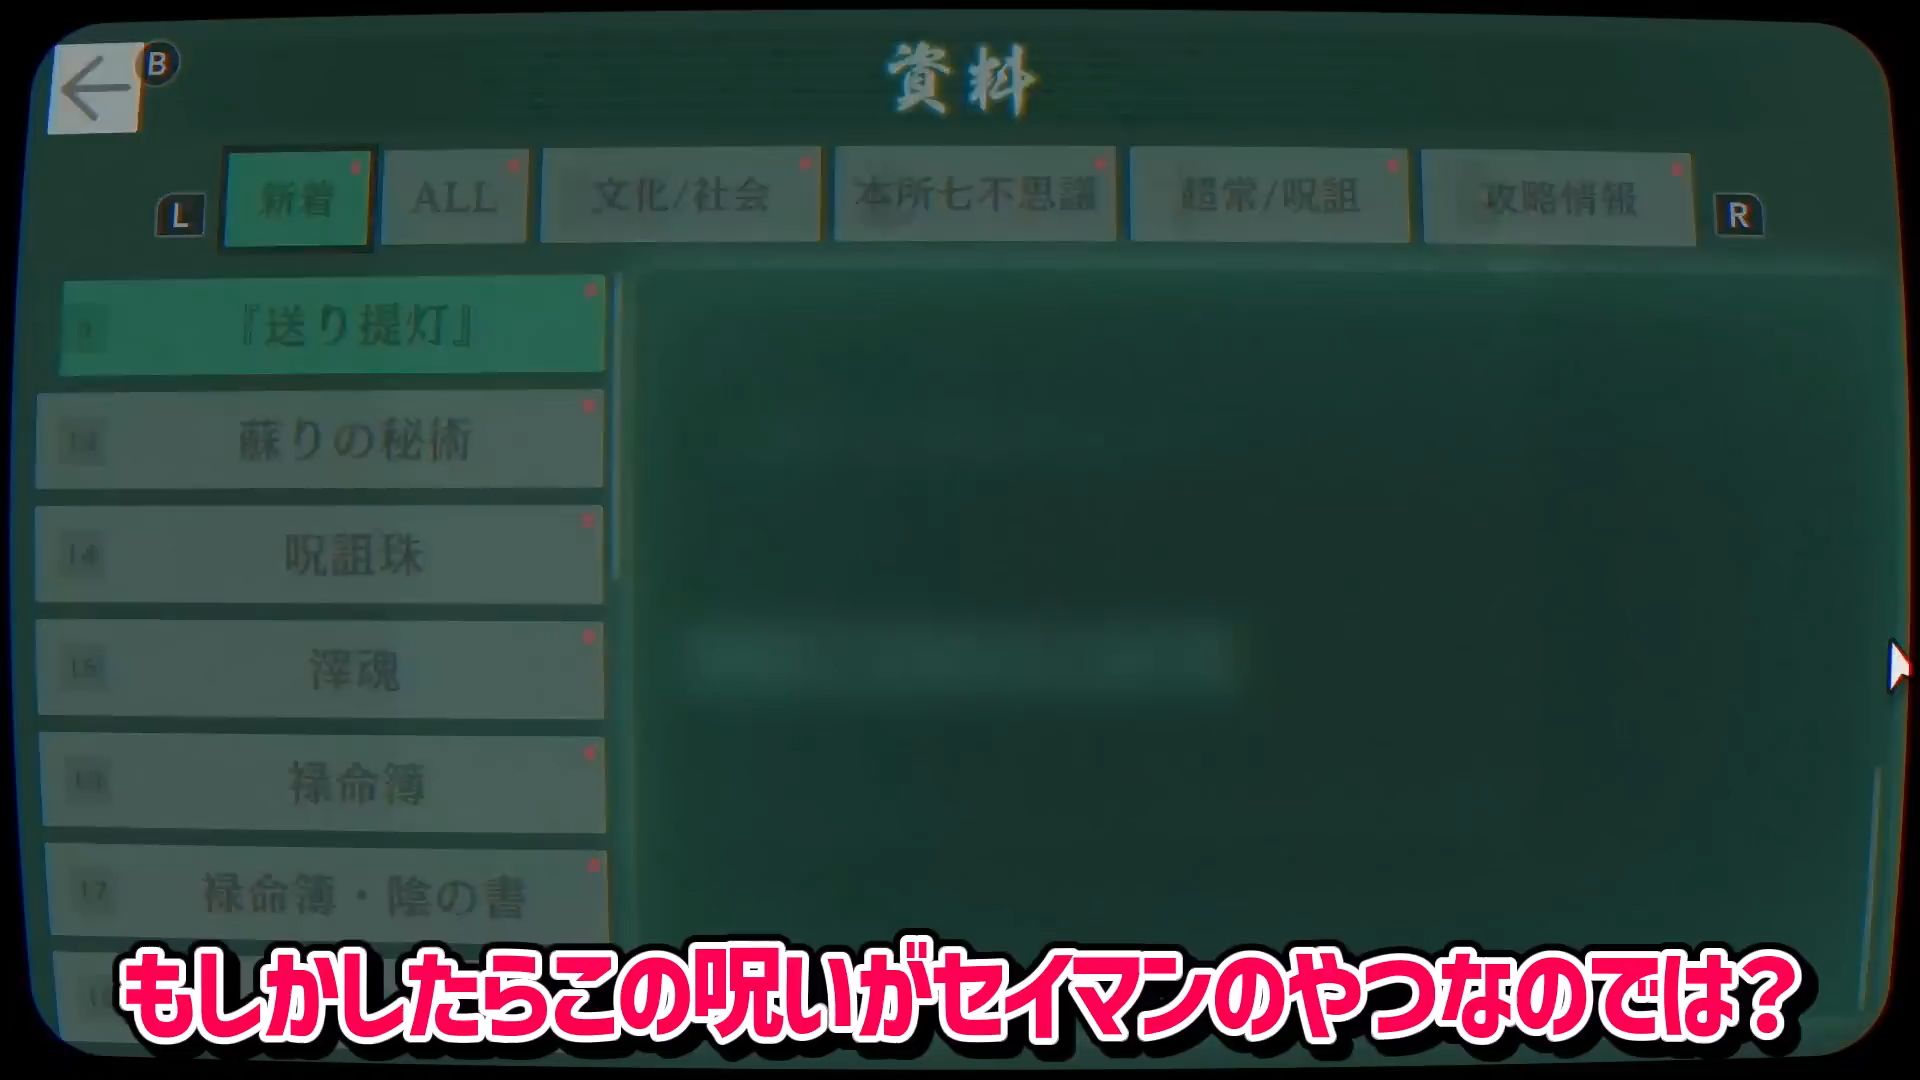 B
資料
L
新着
ALL
文化/社会
本所七不思議
超常/呪詛
攻略情報
R
『送り提灯』
蘇りの秘術
14
呪詛珠
15
滓魂
禄命簿
17
禄命簿・陰の書
もしかしたらこの呪いがセイマンのやつなのでは?